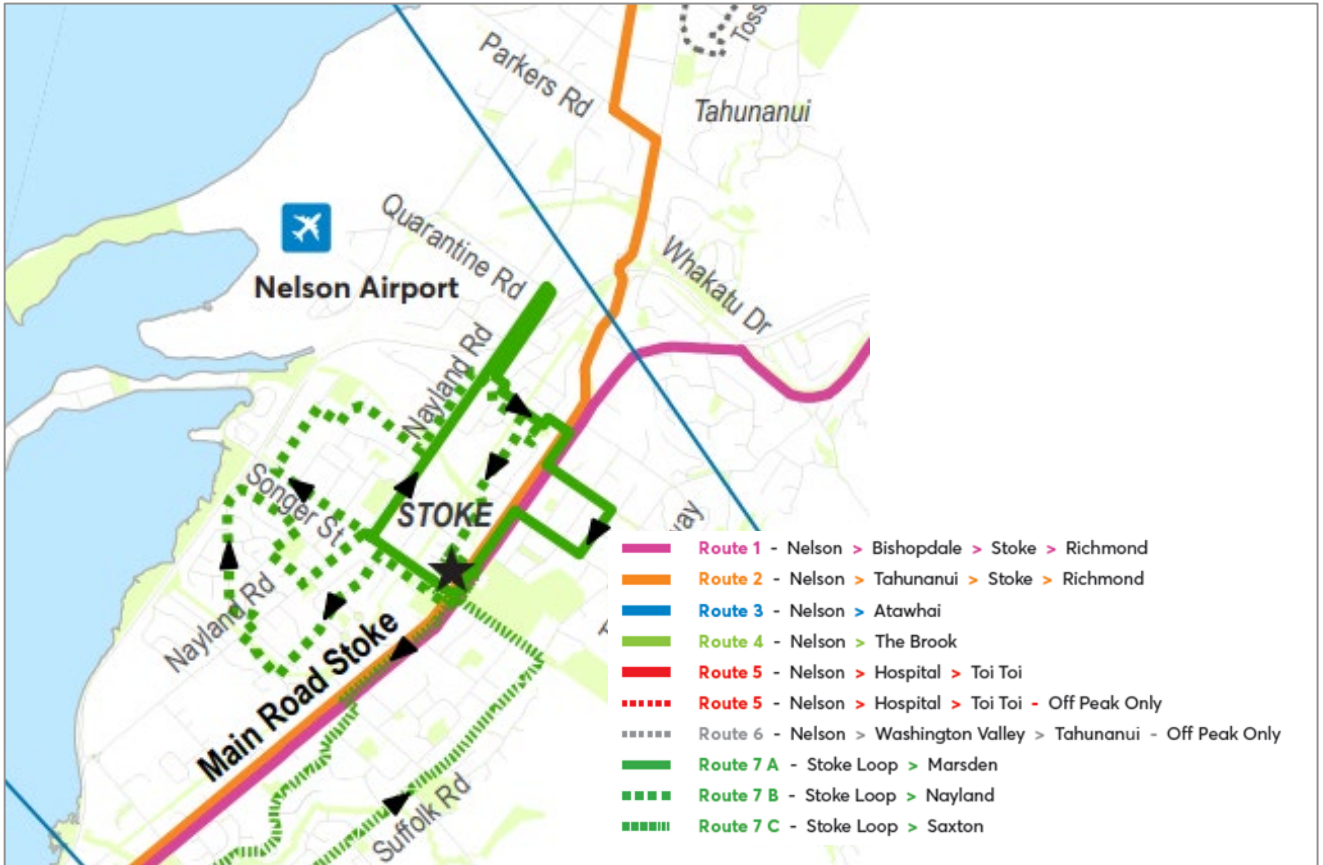 Toss
Parkers Rd
Tahunanui
Quarantine Rd
Whakatu Dr
Nelson Airport
Nayland Rd
Songer St
STOKE
way
Nayland Rd
Main Road Stoke
Suffolk Rd
Route 1 - Nelson > Bishopdale > Stoke > Richmond
Route 2 - Nelson > Tahunanui > Stoke > Richmond
Route 3 - Nelson > Atawhai
Route 4 - Nelson > The Brook
Route 5 - Nelson > Hospital > Toi Toi
Route 5 - Nelson > Hospital > Toi Toi - Off Peak Only
Route 6 - Nelson > Washington Valley > Tahunanui - Off Peak Only
Route 7 A - Stoke Loop > Marsden
Route 7 B - Stoke Loop > Nayland
Route 7 C - Stoke Loop > Saxton